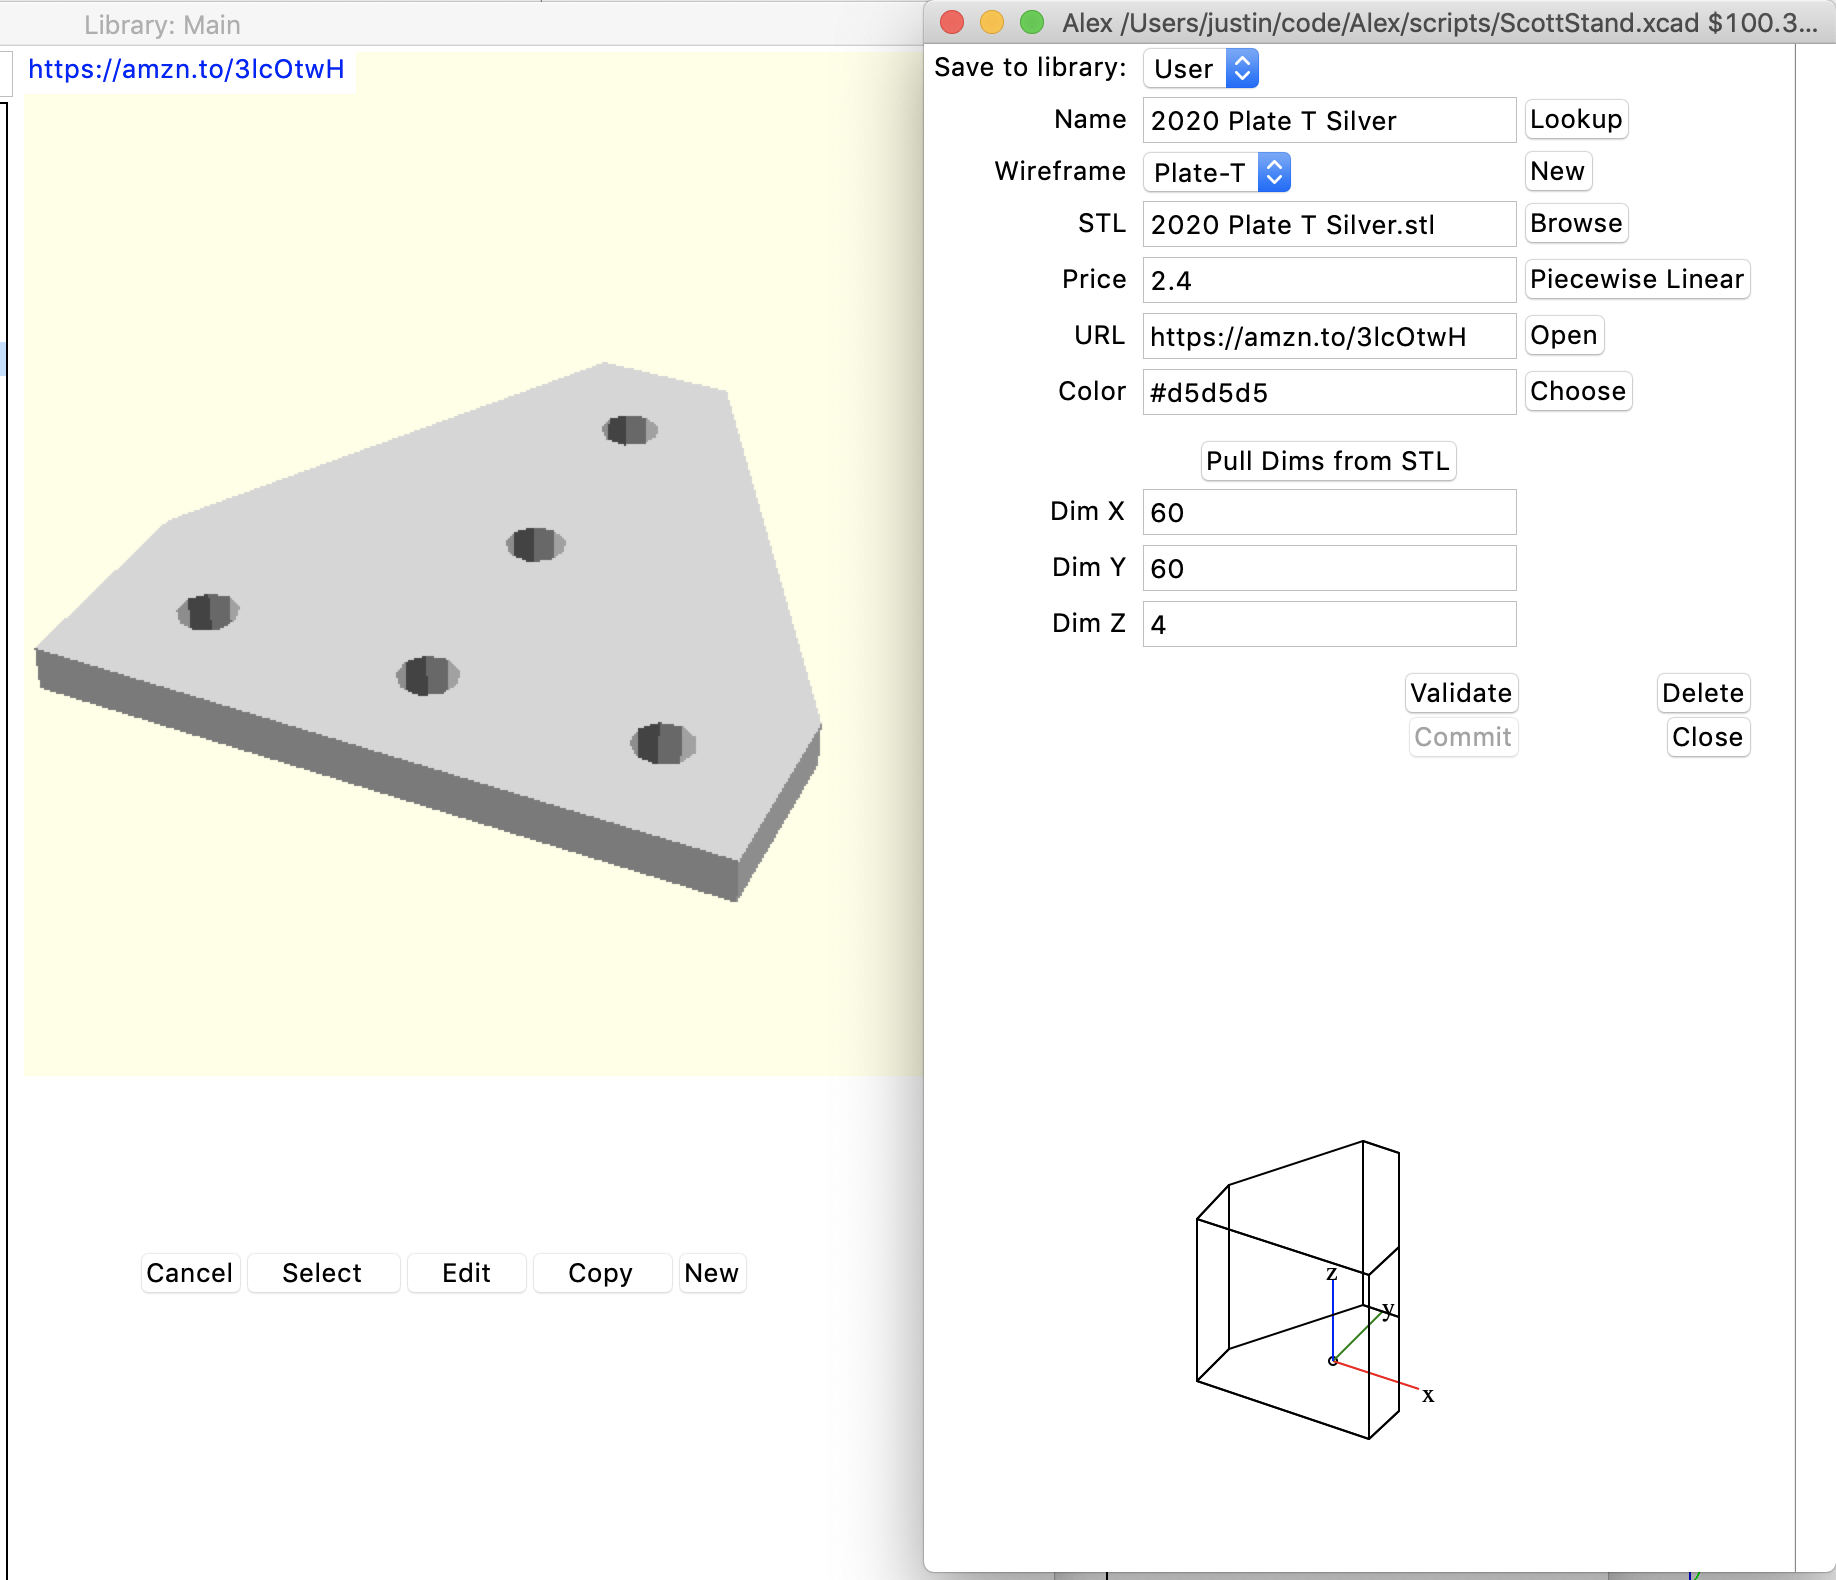 Library: Main
https://amzn.to/3lcOtwH
Cancel Select Edit Copy New
Alex /Users/justin/code/Alex/scripts/ScottStand.xcad $100.3...
Save to library: User
Name 2020 Plate T Silver Lookup
Wireframe Plate-T New
STL 2020 Plate T Silver.stl Browse
Price 2.4 Piecewise Linear
URL https://amzn.to/3lcOtwH Open
Color #d5d5d5 Choose
Pull Dims from STL
Dim X 60
Dim Y 60
Dim Z 4
Validate Delete
Commit Close
z
y
x